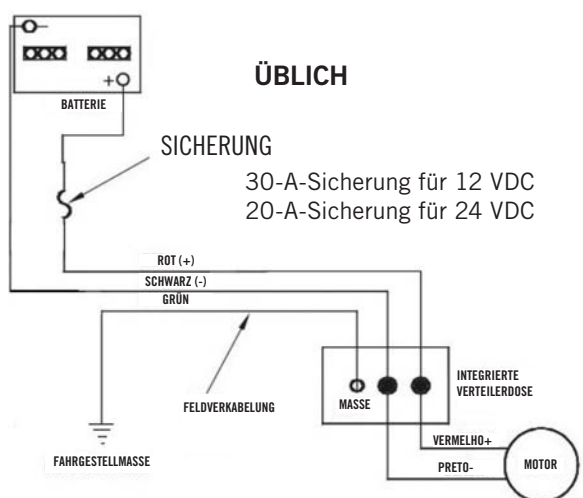 ÜBLICH
-
+
BATTERIE
SICHERUNG
30-A-Sicherung für 12 VDC
20-A-Sicherung für 24 VDC
ROT (+)
SCHWARZ (-)
GRÜN
FELDVERKABELUNG
FAHRGESTELLMASSE
MASSE
INTEGRIERTE
VERTEILERDOSE
VERMELHO+
PRETO-
MOTOR